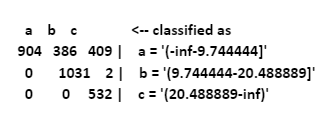 a b c <-- classified as
904 386 409 | a = '(-inf-9.744444]'
0 1031 2 | b = '(9.744444-20.488889]'
0 0 532 | c = '(20.488889-inf)'